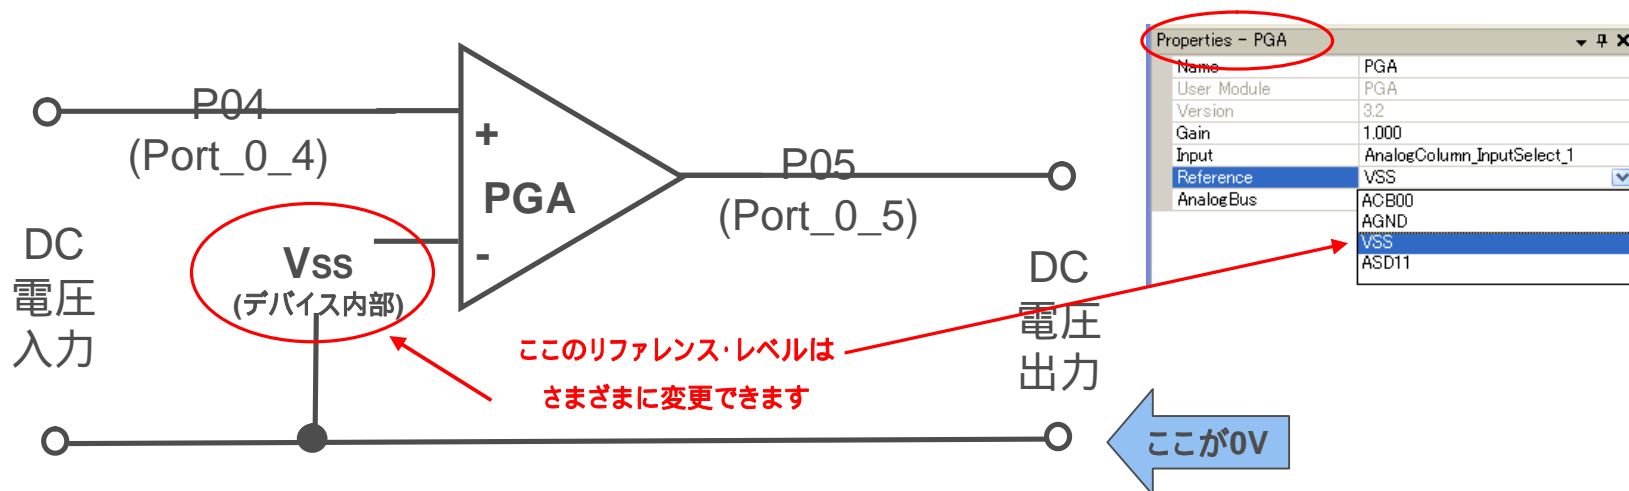 P04
(Port_0_4)
+
PGA
-
Vss
(デバイス内部)
P05
(Port_0_5)
DC
電圧
入力
DC
電圧
出力
ここのリファレンス・レベルは
さまざまに変更できます
ここが0V
Properties - PGA
Name PGA
User Module PGA
Version 3.2
Gain 1.000
Input AnalogColumn_InputSelect_1
Reference VSS
AnalogBus
ACB00
AGND
VSS
ASD11